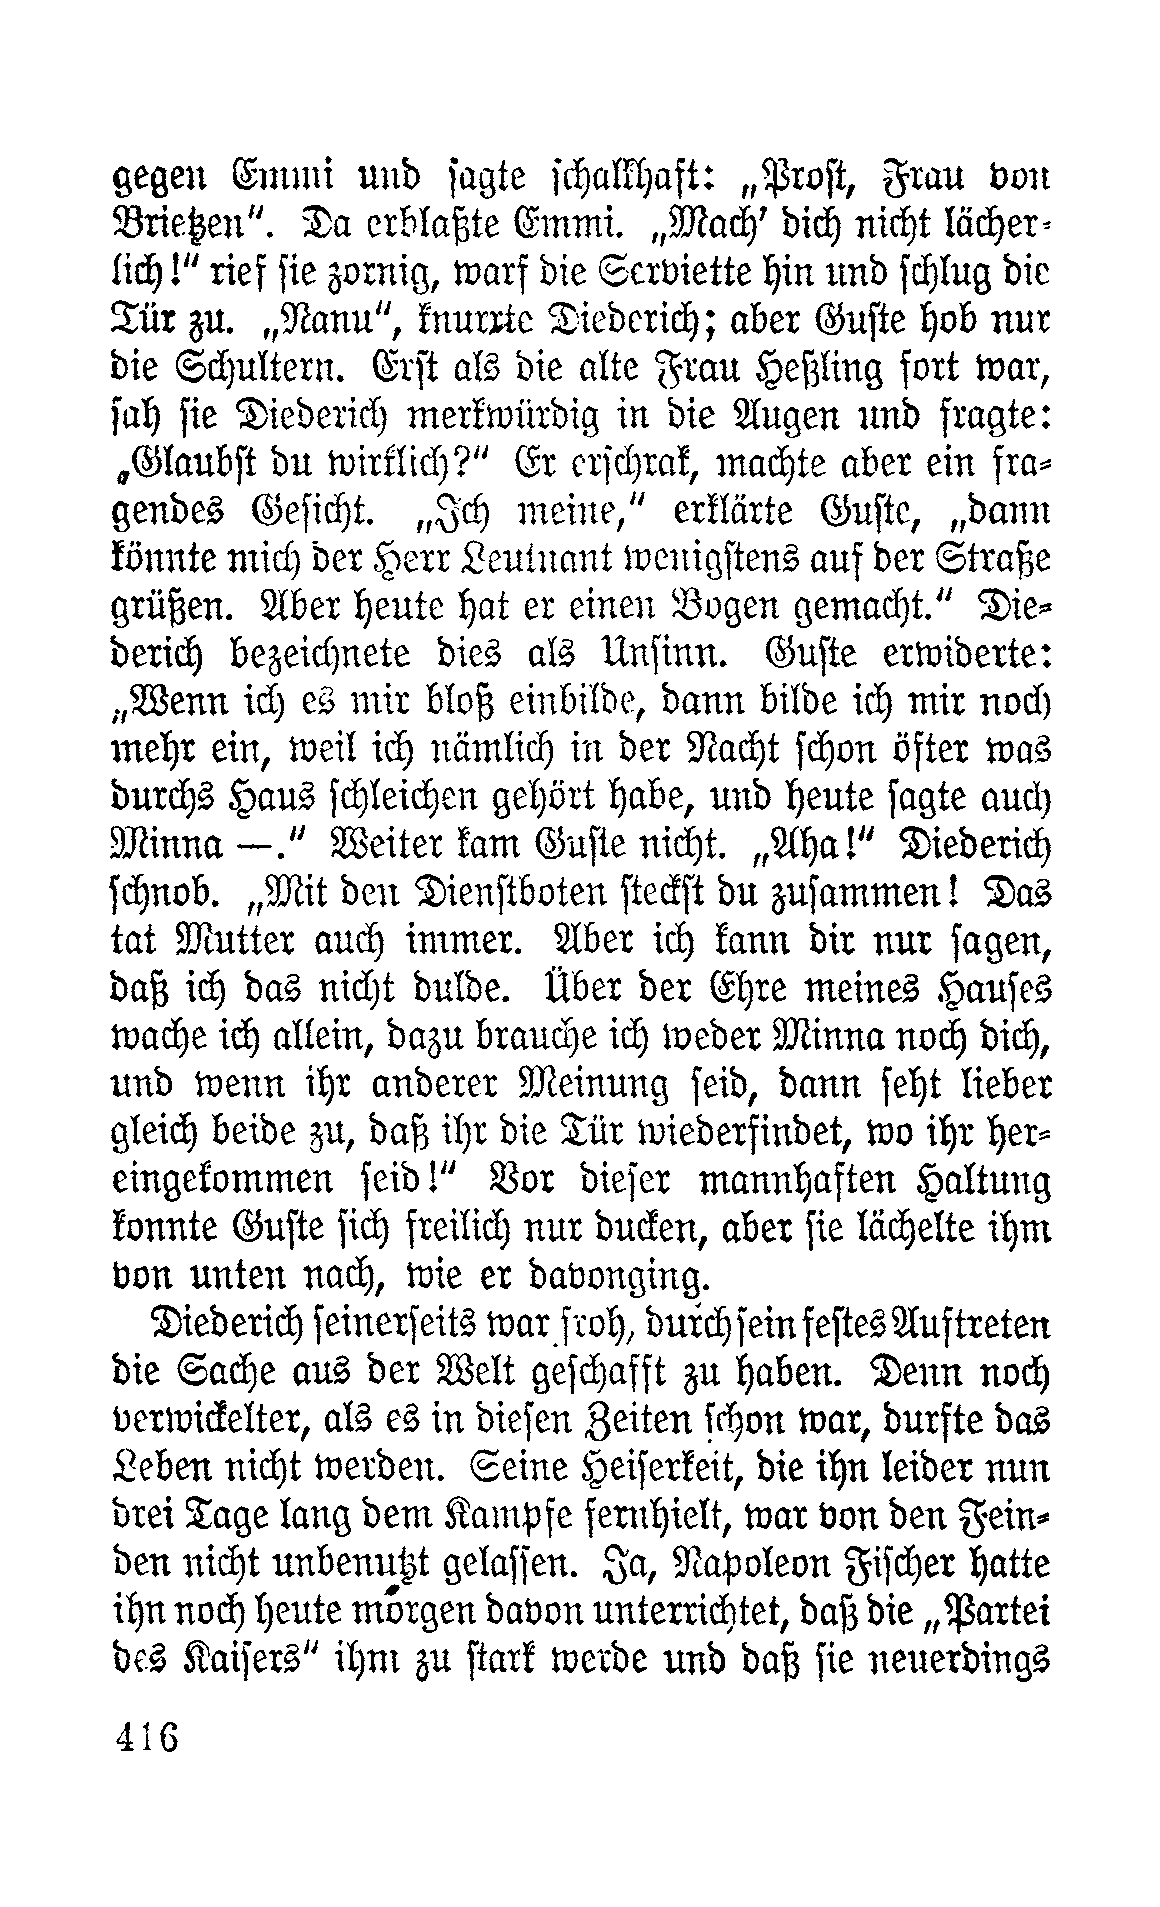 gegen Emmi und sagte schalkhaft: „Prost, Frau von
Brietzen“. Da erblaßte Emmi. „Mach’ dich nicht lächer-
lich!“ rief sie zornig, warf die Serviette hin und schlug die
Tür zu. „Nanu“, knurrte Diederich; aber Guste hob nur
die Schultern. Erst als die alte Frau Heßling fort war,
sah sie Diederich merkwürdig in die Augen und fragte:
„Glaubst du wirklich?“ Er erschrak, machte aber ein fra-
gendes Gesicht. „Ich meine,“ erklärte Guste, „dann
könnte mich der Herr Leutnant wenigstens auf der Straße
grüßen. Aber heute hat er einen Bogen gemacht.“ Die-
derich bezeichnete dies als Unsinn. Guste erwiderte:
„Wenn ich es mir bloß einbilde, dann bilde ich mir noch
mehr ein, weil ich nämlich in der Nacht schon öfter was
durchs Haus schleichen gehört habe, und heute sagte auch
Minna —.“ Weiter kam Guste nicht. „Aha!“ Diederich
schnob. „Mit den Dienstboten steckst du zusammen! Das
tat Mutter auch immer. Aber ich kann dir nur sagen,
daß ich das nicht dulde. Über der Ehre meines Hauses
wache ich allein, dazu brauche ich weder Minna noch dich,
und wenn ihr anderer Meinung seid, dann seht lieber
gleich beide zu, daß ihr die Tür wiederfindet, wo ihr her-
eingekommen seid!“ Vor dieser mannhaften Haltung
konnte Guste sich freilich nur ducken, aber sie lächelte ihm
von unten nach, wie er davonging.
Diederich seinerseits war froh, durch sein festes Auftreten
die Sache aus der Welt geschafft zu haben. Denn noch
verwickelter, als es in diesen Zeiten schon war, durfte das
Leben nicht werden. Seine Heiserkeit, die ihn leider nun
drei Tage lang dem Kampfe fernhielt, war von den Fein-
den nicht unbenutzt gelassen. Ja, Napoleon Fischer hatte
ihn noch heute morgen davon unterrichtet, daß die „Partei
des Kaisers“ ihm zu stark werde und daß sie neuerdings
416